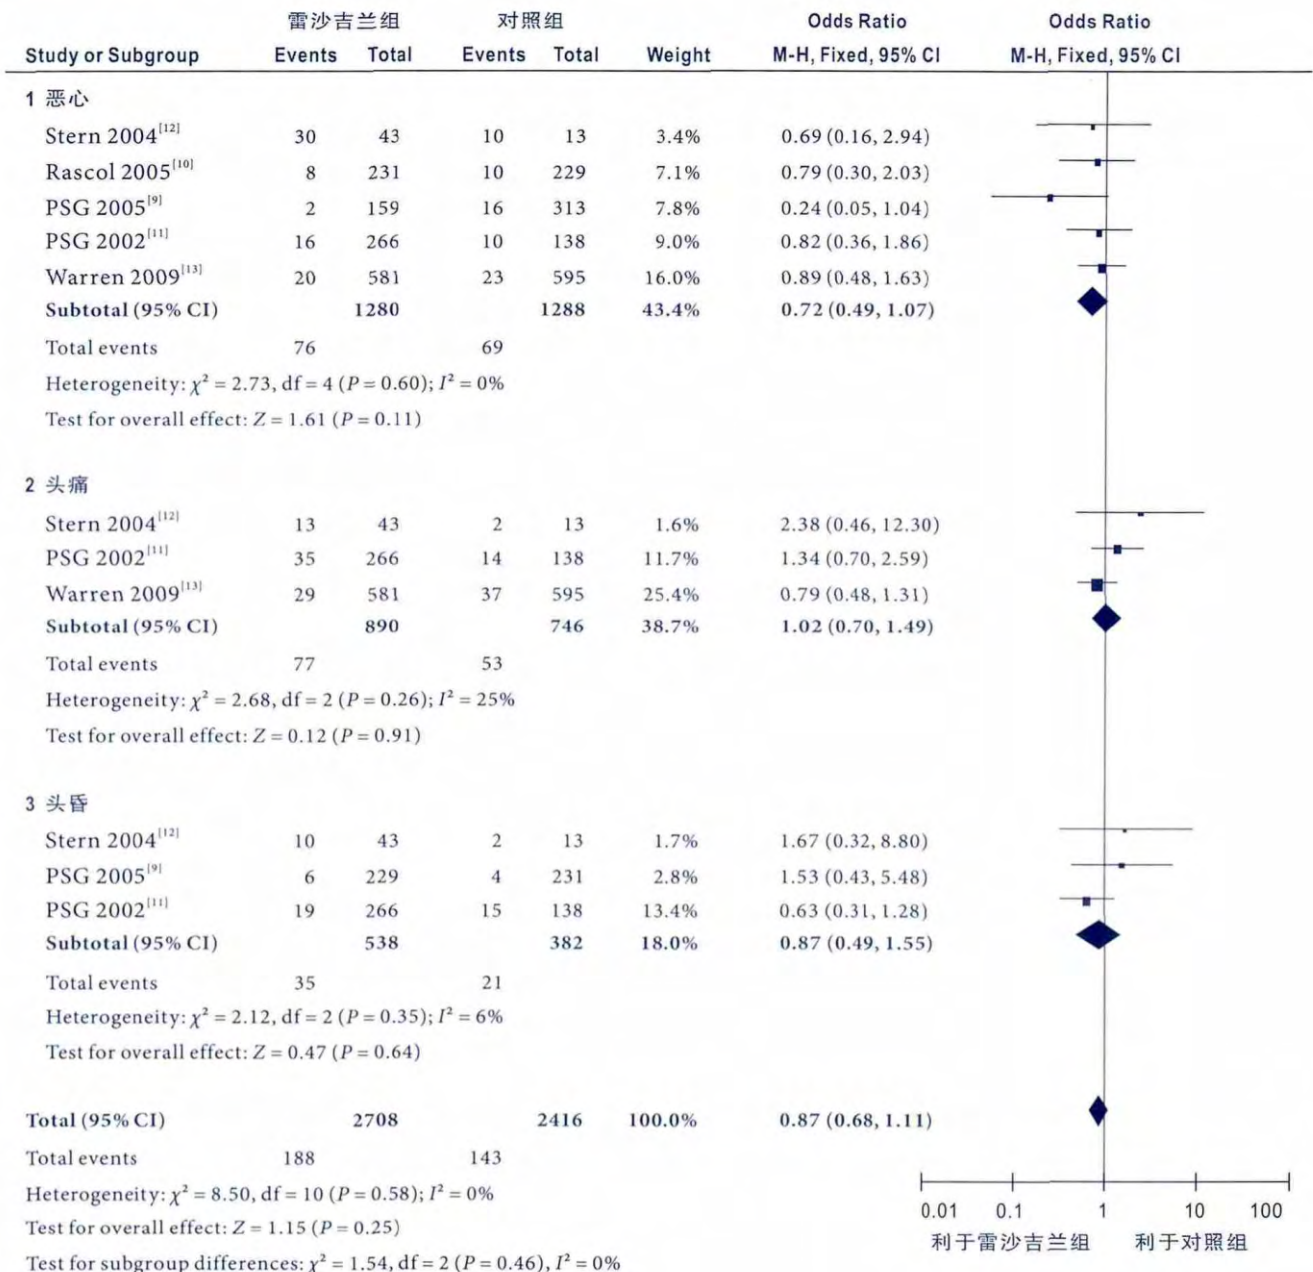 雷沙吉兰组 对照组 Odds Ratio Odds Ratio
Study or Subgroup Events Total Events Total Weight M-H, Fixed, 95% CI M-H, Fixed, 95% CI
1 恶心
Stern 2004[12] 30 43 10 13 3.4% 0.69 (0.16, 2.94)
Rascol 2005[10] 8 231 10 229 7.1% 0.79 (0.30, 2.03)
PSG 2005[9] 2 159 16 313 7.8% 0.24 (0.05, 1.04)
PSG 2002[11] 16 266 10 138 9.0% 0.82 (0.36, 1.86)
Warren 2009[13] 20 581 23 595 16.0% 0.89 (0.48, 1.63)
Subtotal (95% CI) 1280 1288 43.4% 0.72 (0.49, 1.07)
Total events 76 69
Heterogeneity: χ² = 2.73, df = 4 (P = 0.60); I² = 0%
Test for overall effect: Z = 1.61 (P = 0.11)
2 头痛
Stern 2004[12] 13 43 2 13 1.6% 2.38 (0.46, 12.30)
PSG 2002[11] 35 266 14 138 11.7% 1.34 (0.70, 2.59)
Warren 2009[13] 29 581 37 595 25.4% 0.79 (0.48, 1.31)
Subtotal (95% CI) 890 746 38.7% 1.02 (0.70, 1.49)
Total events 77 53
Heterogeneity: χ² = 2.68, df = 2 (P = 0.26); I² = 25%
Test for overall effect: Z = 0.12 (P = 0.91)
3 头昏
Stern 2004[12] 10 43 2 13 1.7% 1.67 (0.32, 8.80)
PSG 2005[9] 6 229 4 231 2.8% 1.53 (0.43, 5.48)
PSG 2002[11] 19 266 15 138 13.4% 0.63 (0.31, 1.28)
Subtotal (95% CI) 538 382 18.0% 0.87 (0.49, 1.55)
Total events 35 21
Heterogeneity: χ² = 2.12, df = 2 (P = 0.35); I² = 6%
Test for overall effect: Z = 0.47 (P = 0.64)
Total (95% CI) 2708 2416 100.0% 0.87 (0.68, 1.11)
Total events 188 143
Heterogeneity: χ² = 8.50, df = 10 (P = 0.58); I² = 0%
Test for overall effect: Z = 1.15 (P = 0.25)
Test for subgroup differences: χ² = 1.54, df = 2 (P = 0.46), I² = 0%
0.01 0.1 1 10 100
利于雷沙吉兰组 利于对照组